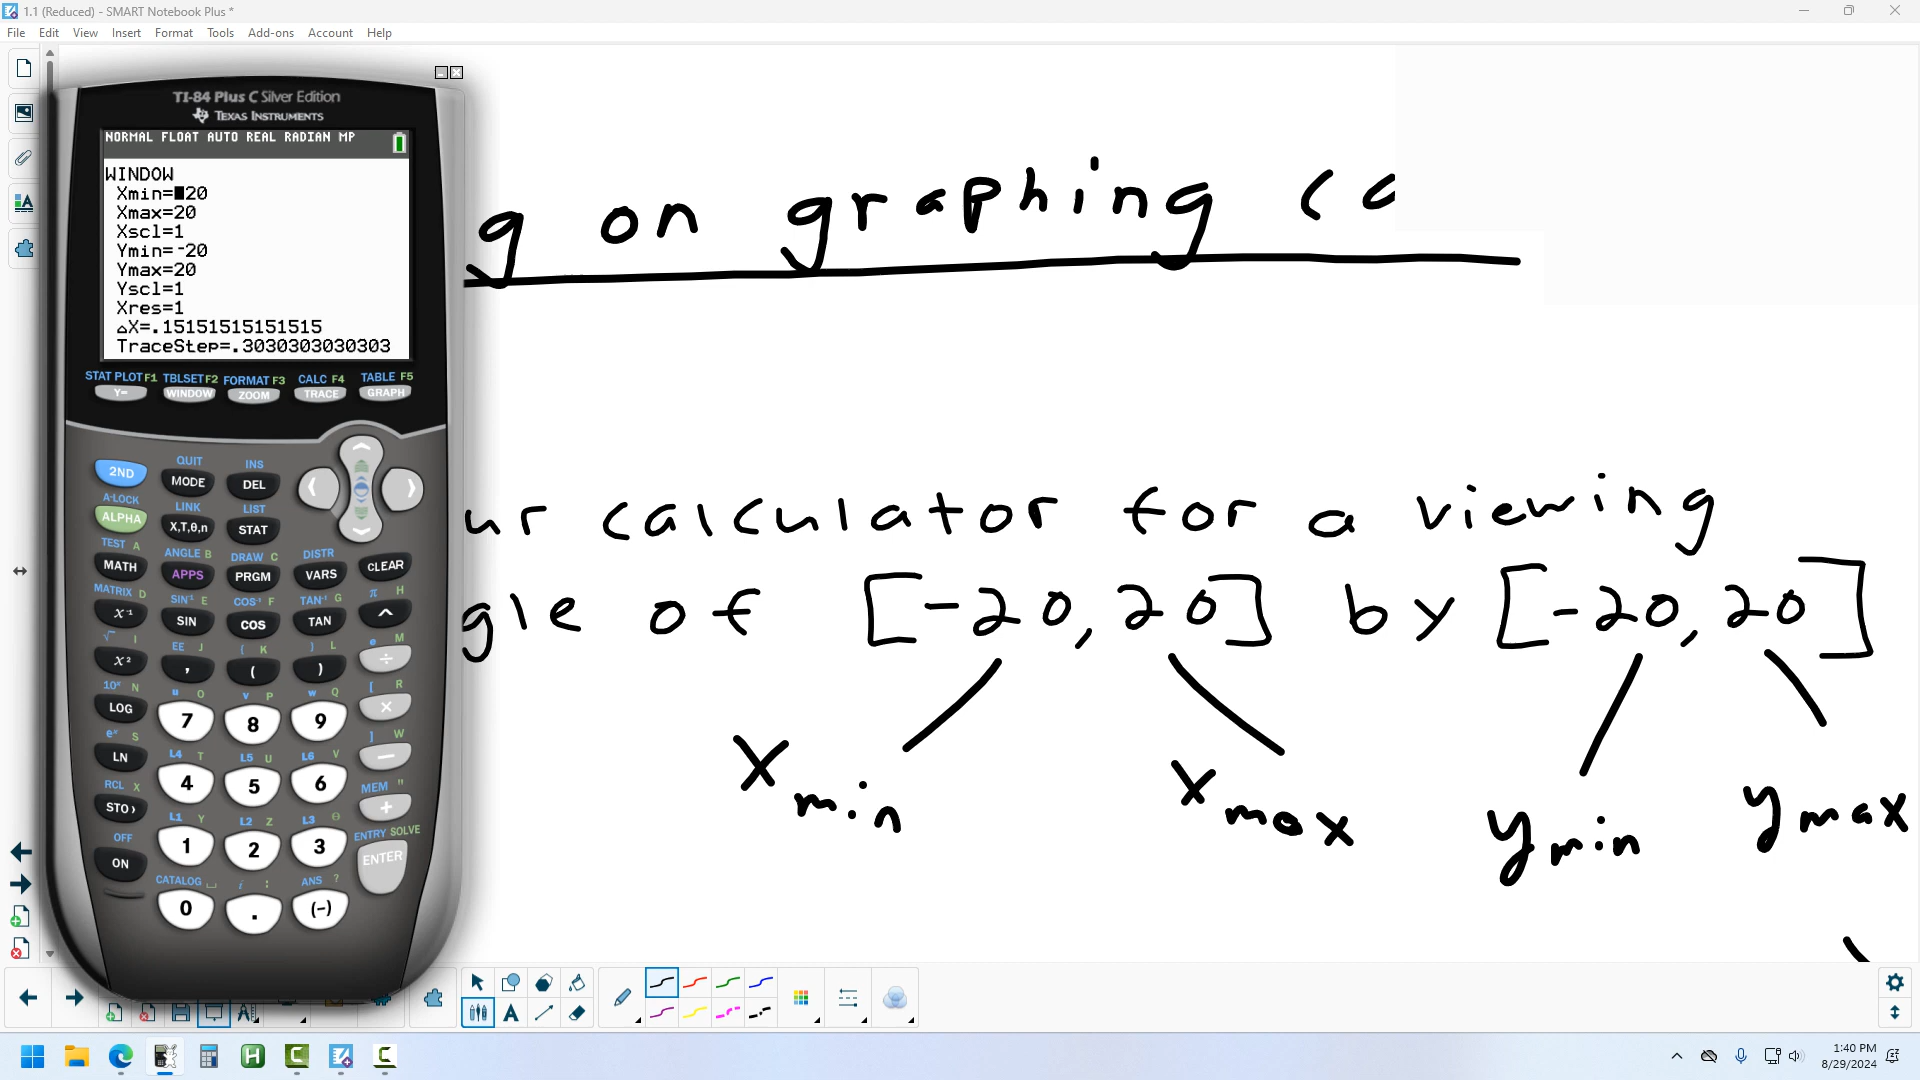 1.1 (Reduced) - SMART Notebook Plus *
File Edit View Insert Format Tools Add-ons Account Help
TI-84 Plus C Silver Edition
TEXAS INSTRUMENTS
NORMAL FLOAT AUTO REAL RADIAN MP
WINDOW
Xmin=20
Xmax=20
Xscl=1
Ymin=-20
Ymax=20
Yscl=1
Xres=1
△X=.15151515151515
TraceStep=.3030303030303
STAT PLOT F1 TBLSET F2 FORMAT F3 CALC F4 TABLE F5
Y= WINDOW ZOOM TRACE GRAPH
QUIT INS
2ND MODE DEL
A-LOCK LINK LIST
ALPHA X,T,θ,n STAT
TEST A ANGLE B DRAW C DISTR
MATH APPS PRGM VARS CLEAR
MATRIX D SIN⁻¹ E COS⁻¹ F TAN⁻¹ G π H
X⁻¹ SIN COS TAN ^
√ I EE J { K } L e M
X² , ( ) ÷
10ˣ N u O v P w Q [ R
LOG 7 8 9 ×
eˣ S L4 T L5 U L6 V ] W
LN 4 5 6 −
RCL X L1 Y L2 Z L3 θ MEM "
STO› 1 2 3 +
OFF CATALOG ⎵ i : ANS ? ENTRY SOLVE
ON 0 . (-) ENTER
g on graphing ca
ur calculator for a viewing
gle of [-20, 20] by [-20, 20]
x min x max y min y max
1:40 PM
8/29/2024